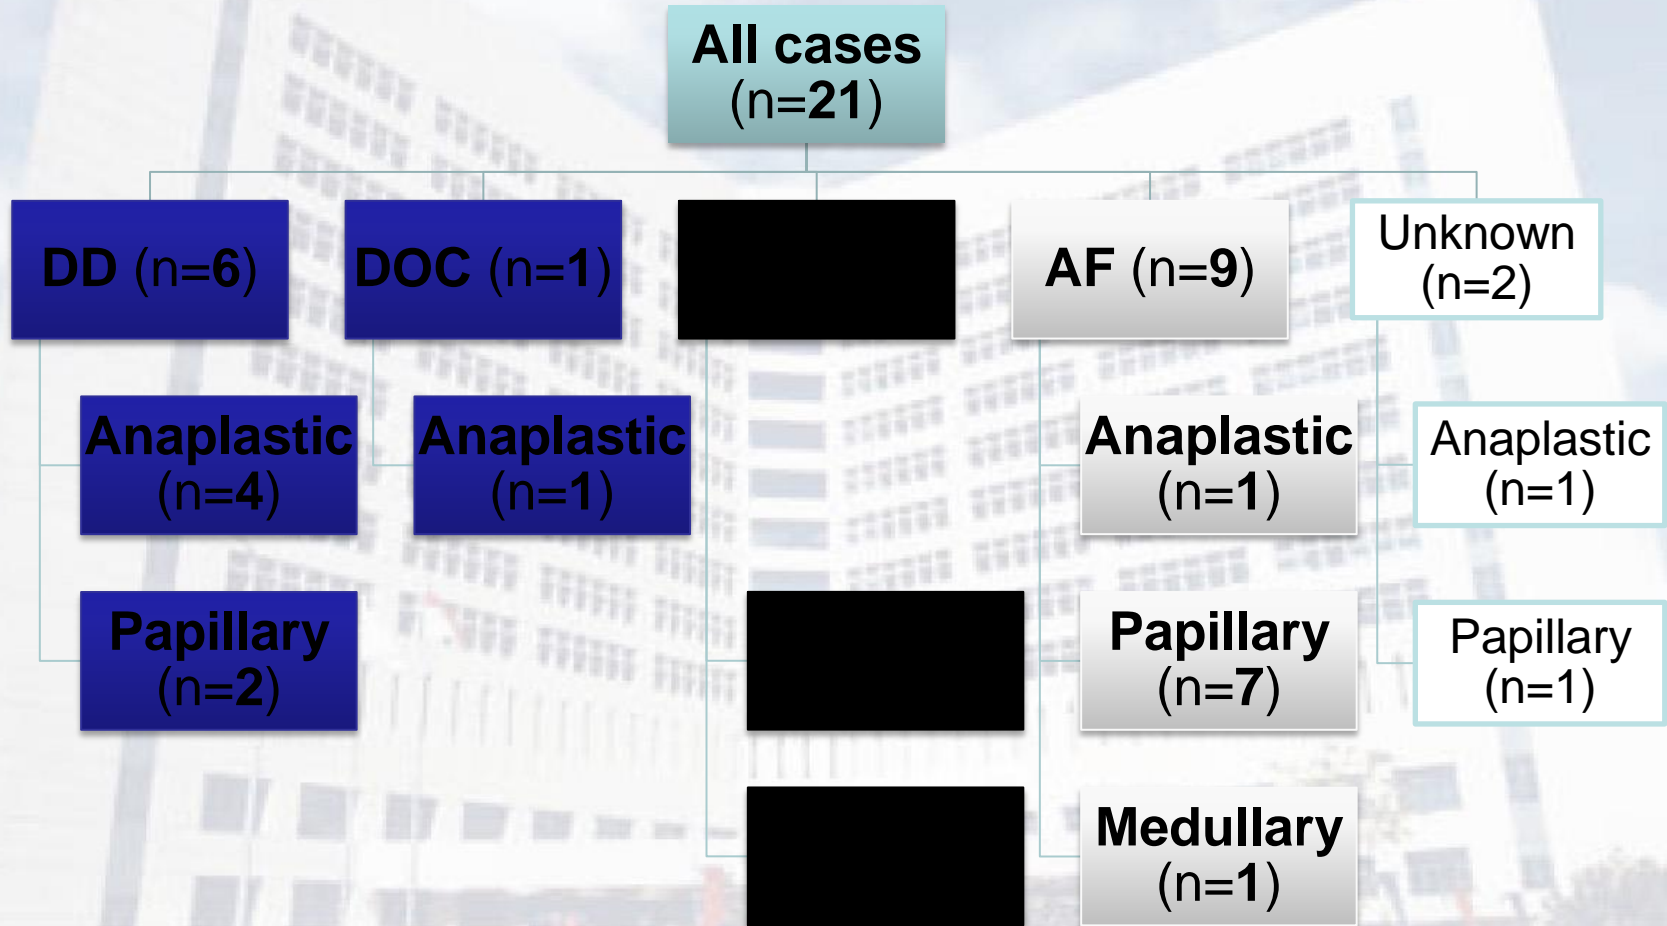 All cases
(n=21)
DD (n=6)
DOC (n=1)
AF (n=9)
Unknown
(n=2)
Anaplastic
(n=4)
Anaplastic
(n=1)
Anaplastic
(n=1)
Anaplastic
(n=1)
Papillary
(n=2)
Papillary
(n=7)
Papillary
(n=1)
Medullary
(n=1)